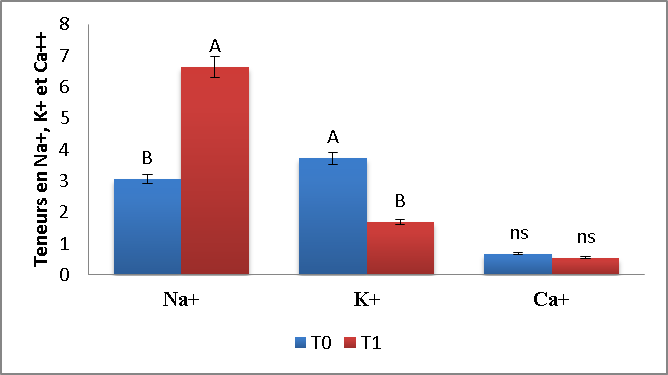 Teneurs en Na+, K+ et Ca++
8
7
6
5
4
3
2
1
0
B
A
A
B
ns
ns
Na+
K+
Ca+
T0
T1